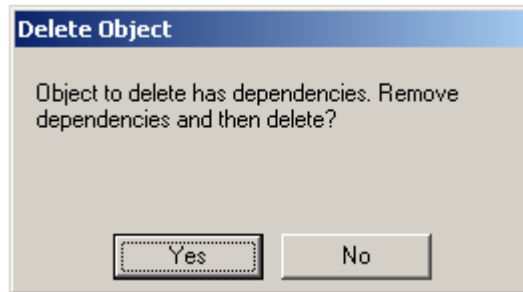 Delete Object
Object to delete has dependencies. Remove
dependencies and then delete?
Yes No